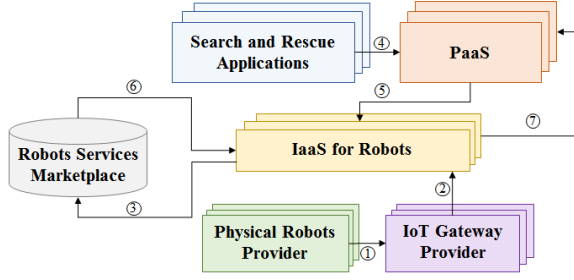 Search and Rescue
Applications
④
PaaS
⑤
⑥
IaaS for Robots
⑦
Robots Services
Marketplace
③
②
Physical Robots
Provider
①
IoT Gateway
Provider